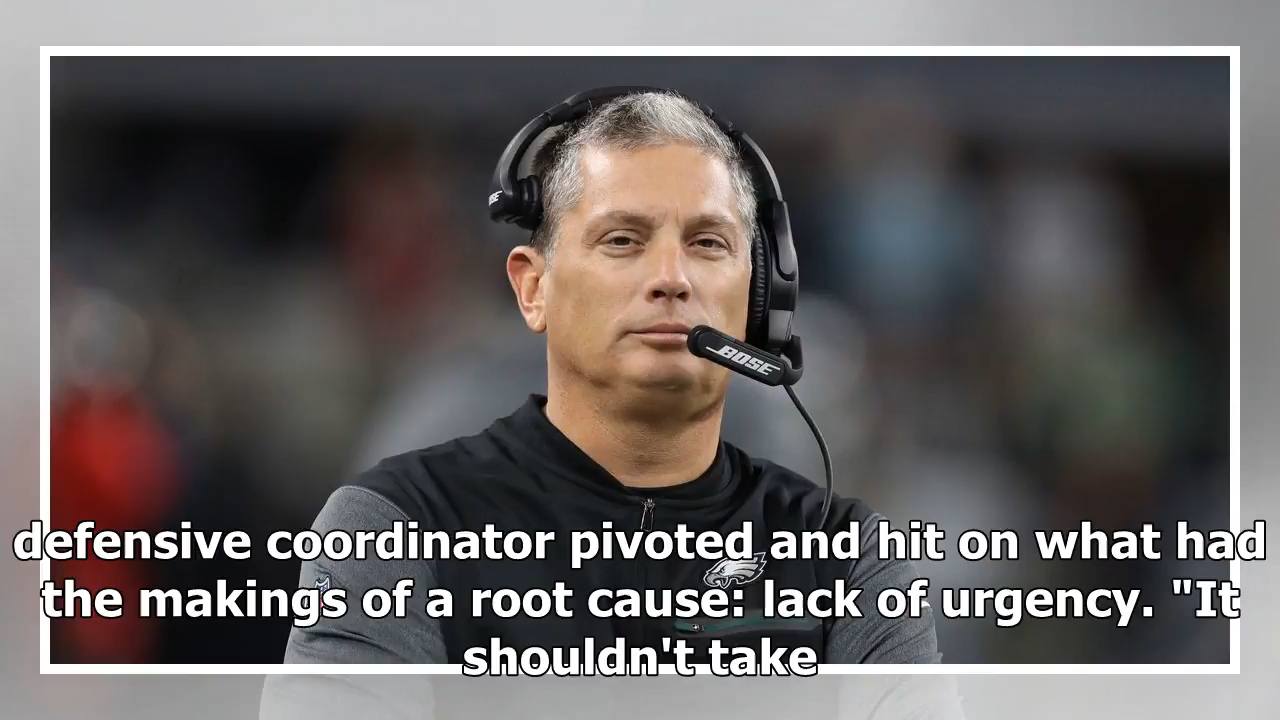 BOSE
defensive coordinator pivoted and hit on what had
the makings of a root cause: lack of urgency. "It
shouldn't take